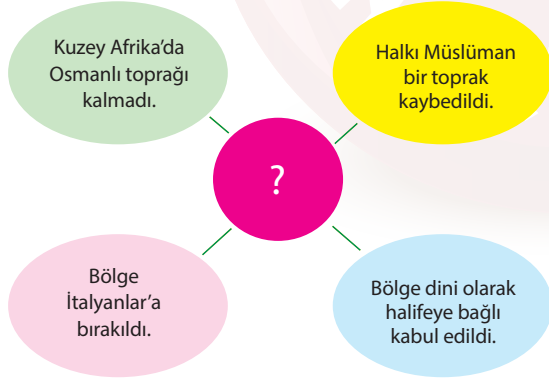 Kuzey Afrika’da
Osmanlı toprağı
kalmadı.
Halkı Müslüman
bir toprak
kaybedildi.
?
Bölge
İtalyanlar’a
bırakıldı.
Bölge dini olarak
halifeye bağlı
kabul edildi.